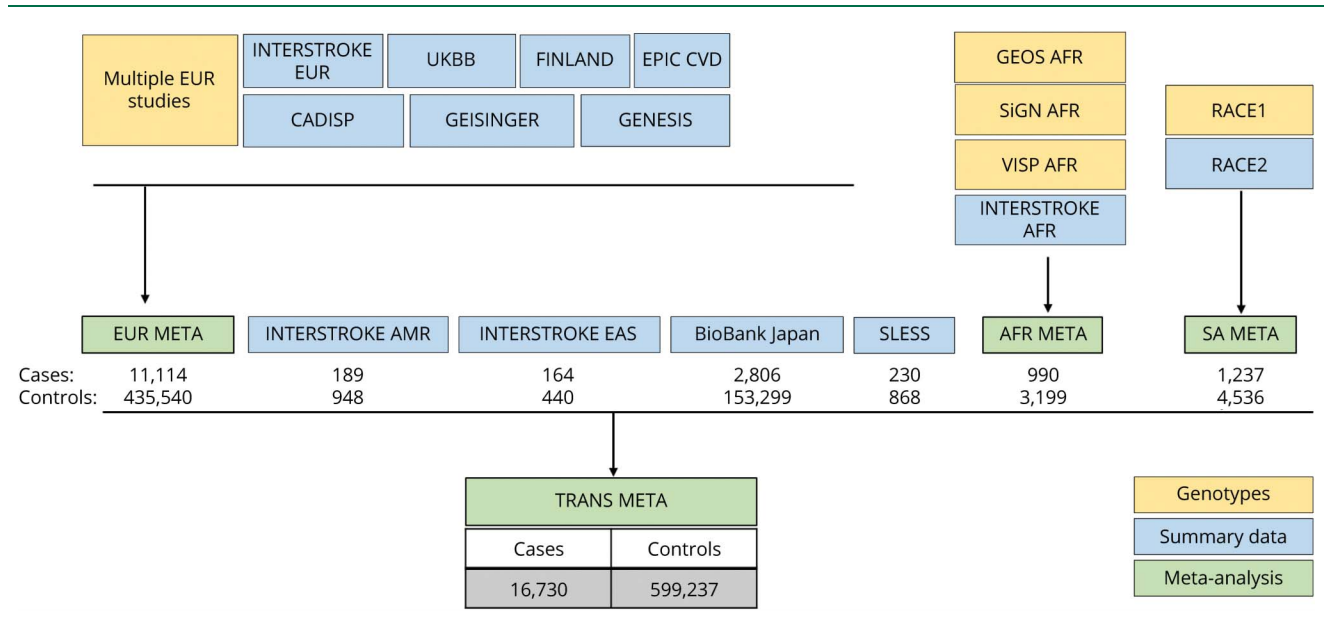 Multiple EUR
studies
INTERSTROKE
EUR
UKBB
FINLAND
EPIC CVD
CADISP
GEISINGER
GENESIS
GEOS AFR
SiGN AFR
VISP AFR
INTERSTROKE
AFR
RACE1
RACE2
EUR META
INTERSTROKE AMR
INTERSTROKE EAS
BioBank Japan
SLESS
AFR META
SA META
Cases: 11,114 189 164 2,806 230 990 1,237
Controls: 435,540 948 440 153,299 868 3,199 4,536
TRANS META
Cases Controls
16,730 599,237
Genotypes
Summary data
Meta-analysis